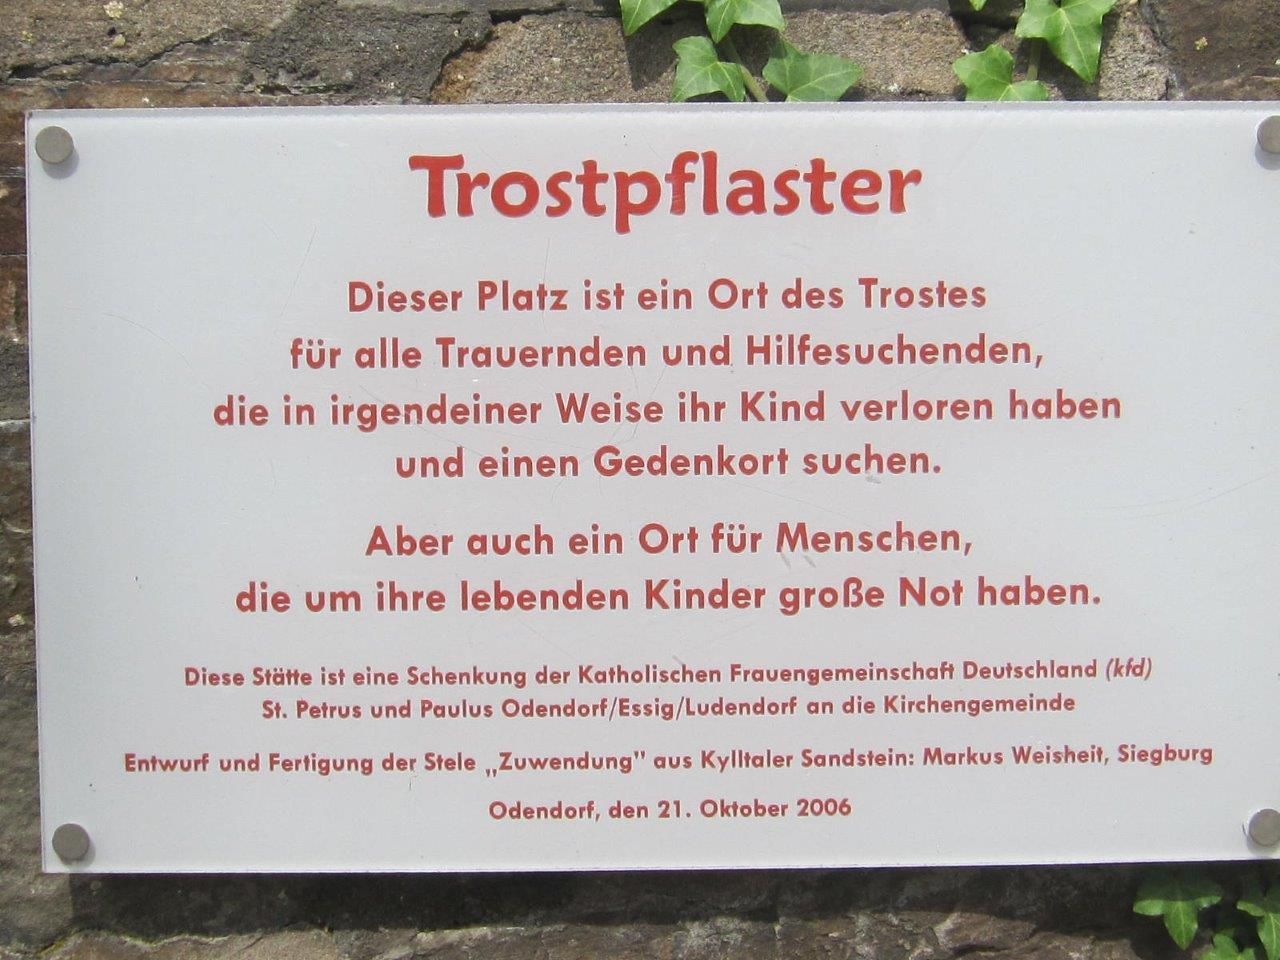 Trostpflaster
Dieser Platz ist ein Ort des Trostes
für alle Trauernden und Hilfesuchenden,
die in irgendeiner Weise ihr Kind verloren haben
und einen Gedenkort suchen.
Aber auch ein Ort für Menschen,
die um ihre lebenden Kinder große Not haben.
Diese Stätte ist eine Schenkung der Katholischen Frauengemeinschaft Deutschland (kfd)
St. Petrus und Paulus Odendorf/Essig/Ludendorf an die Kirchengemeinde
Entwurf und Fertigung der Stele „Zuwendung" aus Kylltaler Sandstein: Markus Weisheit, Siegburg
Odendorf, den 21. Oktober 2006